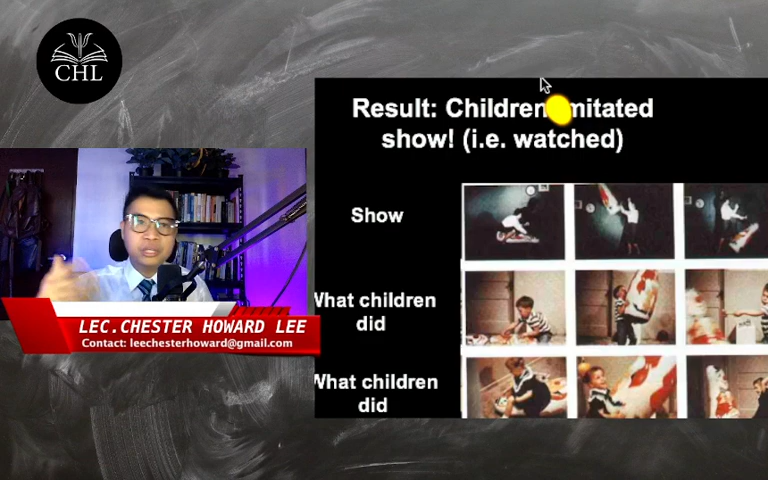 CHL
Result: Children imitated
show! (i.e. watched)
Show
What children
did
What children
did
LEC.CHESTER HOWARD LEE
Contact: leechesterhoward@gmail.com